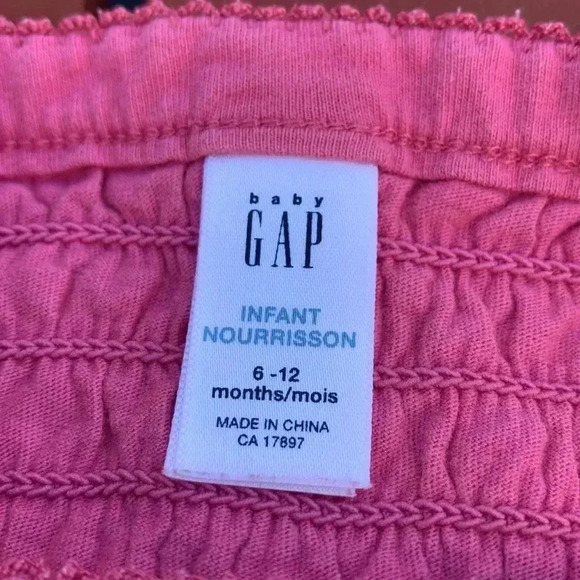 baby
GAP
INFANT
NOURRISSON
6 -12
months/mois
MADE IN CHINA
CA 17897